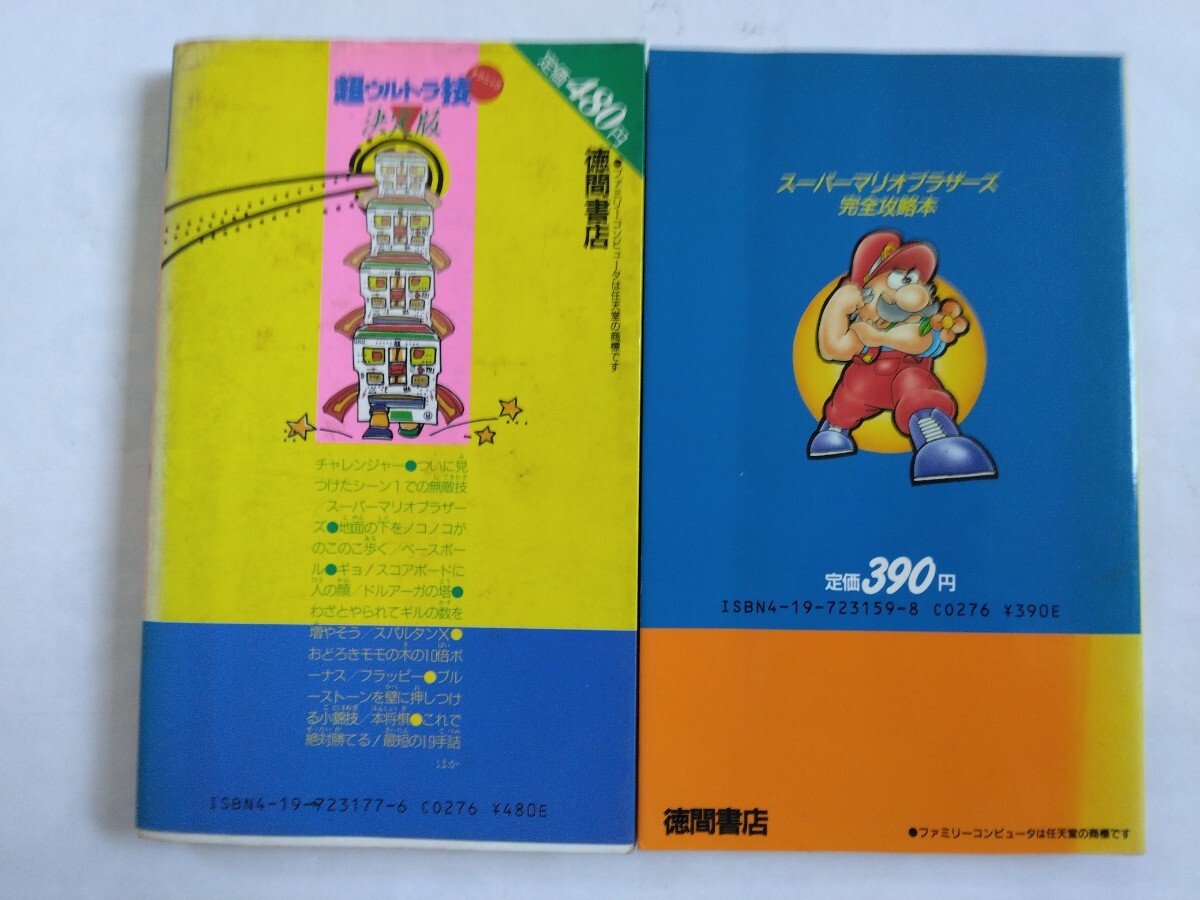 超ウルトラ技
決定版
定価480円
徳間書店
●ファミリーコンピュータは任天堂の商標です
チャレンジャー●ついに見
つけたシーン1での無敵技
/スーパーマリオブラザー
ズ●地面の下をノコノコが
のこのこ歩く/ベースボー
ル●ギョ!スコアボードに
人の顔/ドルアーガの塔●
わざとやられてギルの数を
増やそう/スパルタンX●
おどろきモモの木の10倍ボ
ーナス/フラッピー●ブル
ーストーンを壁に押しつけ
る小錦技/本将棋●これで
絶対勝てる!最短の19手詰
ほか
ISBN4-19-723177-6 C0276 ¥480E
スーパーマリオブラザーズ
完全攻略本
定価390円
ISBN4-19-723159-8 C0276 ¥390E
徳間書店
●ファミリーコンピュータは任天堂の商標です